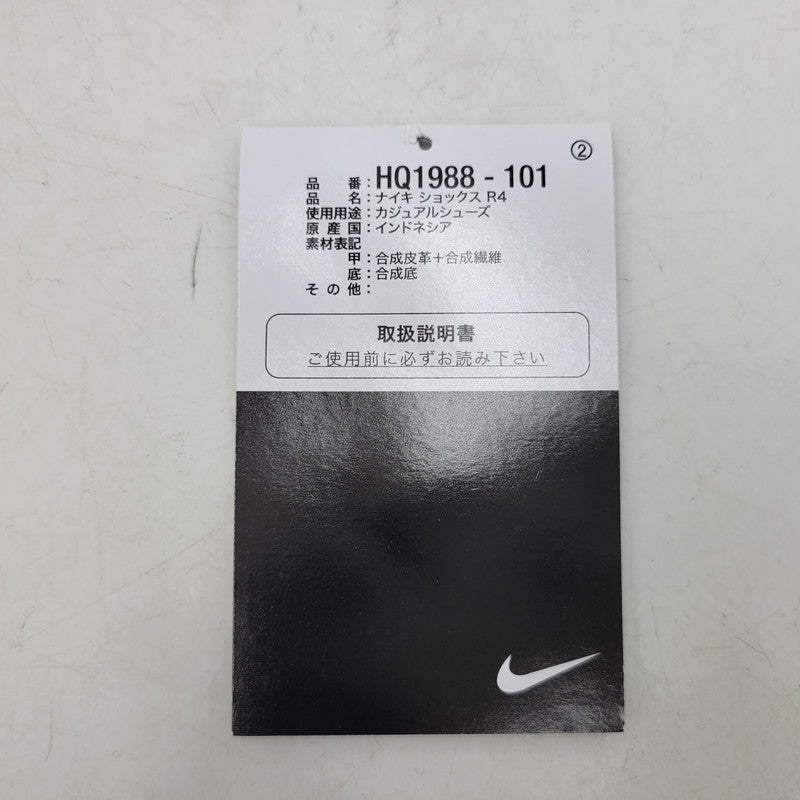 ②
品番：HQ1988 - 101
品名：ナイキ ショックス R4
使用用途：カジュアルシューズ
原産国：インドネシア
素材表記
甲：合成皮革＋合成繊維
底：合成底
その他：
取扱説明書
ご使用前に必ずお読み下さい